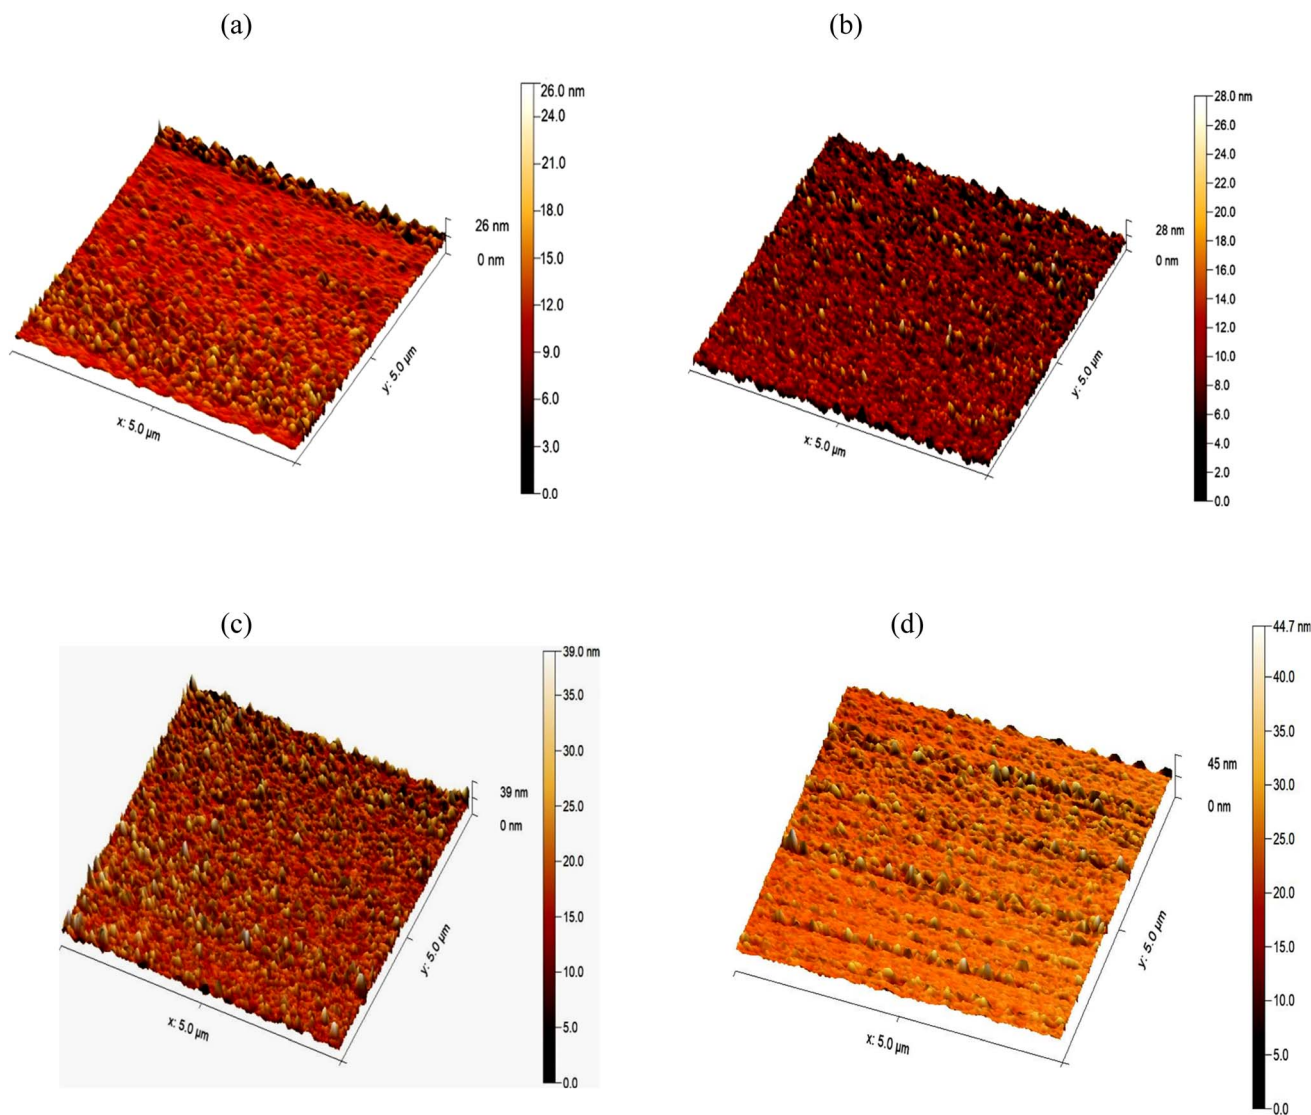 (a)
26.0 nm
24.0
21.0
18.0
15.0
12.0
9.0
6.0
3.0
0.0
26 nm
0 nm
x: 5.0 µm
y: 5.0 µm
(b)
28.0 nm
26.0
24.0
22.0
20.0
18.0
16.0
14.0
12.0
10.0
8.0
6.0
4.0
2.0
0.0
28 nm
0 nm
x: 5.0 µm
y: 5.0 µm
(c)
39.0 nm
35.0
30.0
25.0
20.0
15.0
10.0
5.0
0.0
39 nm
0 nm
x: 5.0 µm
y: 5.0 µm
(d)
44.7 nm
40.0
35.0
30.0
25.0
20.0
15.0
10.0
5.0
0.0
45 nm
0 nm
x: 5.0 µm
y: 5.0 µm